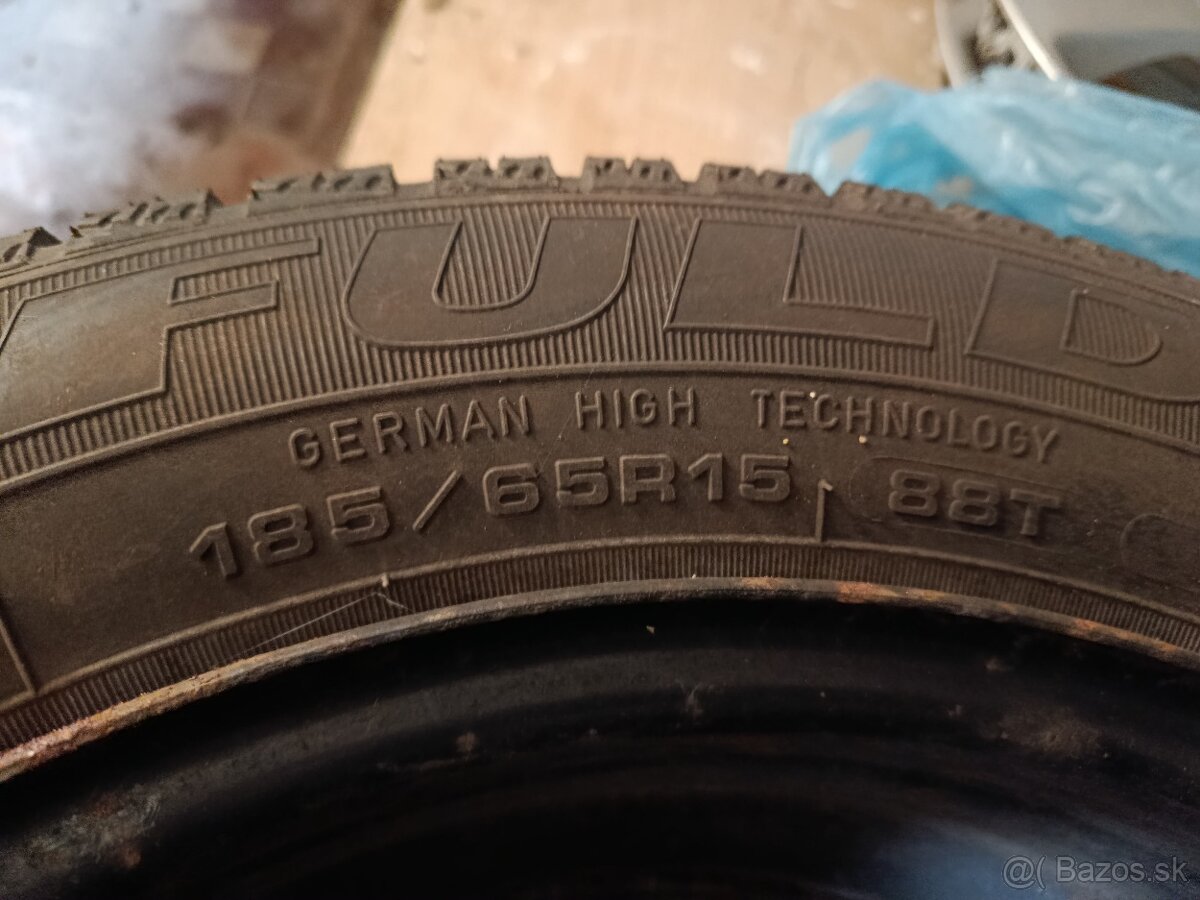 FULD
GERMAN HIGH TECHNOLOGY
185/65R15 88T
@( Bazos.sk